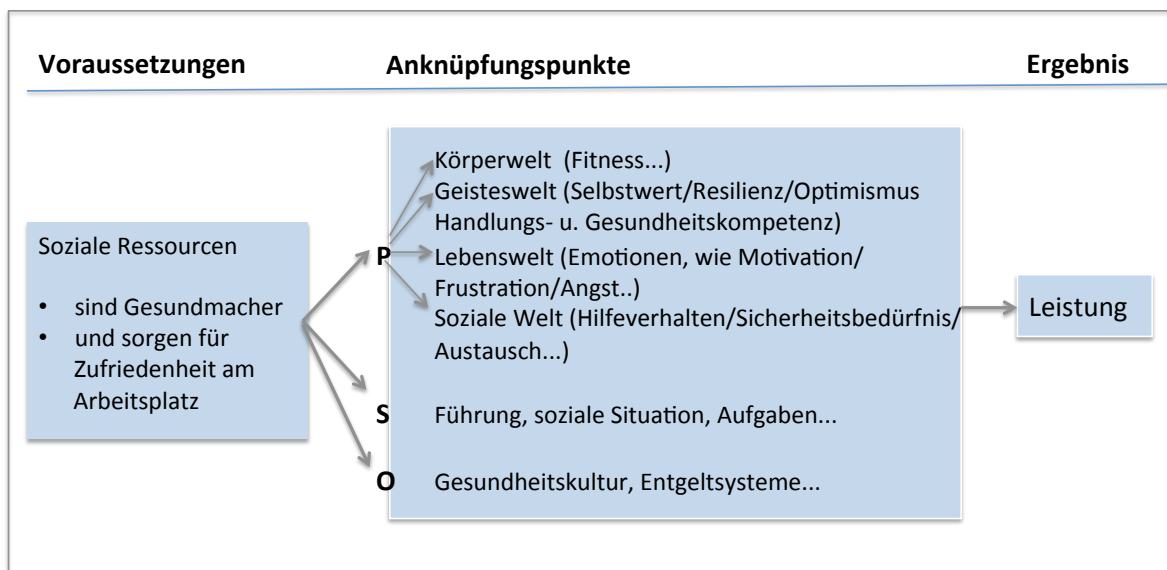 Voraussetzungen Anknüpfungspunkte Ergebnis
Soziale Ressourcen
• sind Gesundmacher
• und sorgen für
Zufriedenheit am
Arbeitsplatz
P
Körperwelt (Fitness...)
Geisteswelt (Selbstwert/Resilienz/Optimismus
Handlungs- u. Gesundheitskompetenz)
Lebenswelt (Emotionen, wie Motivation/
Frustration/Angst..)
Soziale Welt (Hilfeverhalten/Sicherheitsbedürfnis/
Austausch...)
S Führung, soziale Situation, Aufgaben...
O Gesundheitskultur, Entgeltsysteme...
Leistung